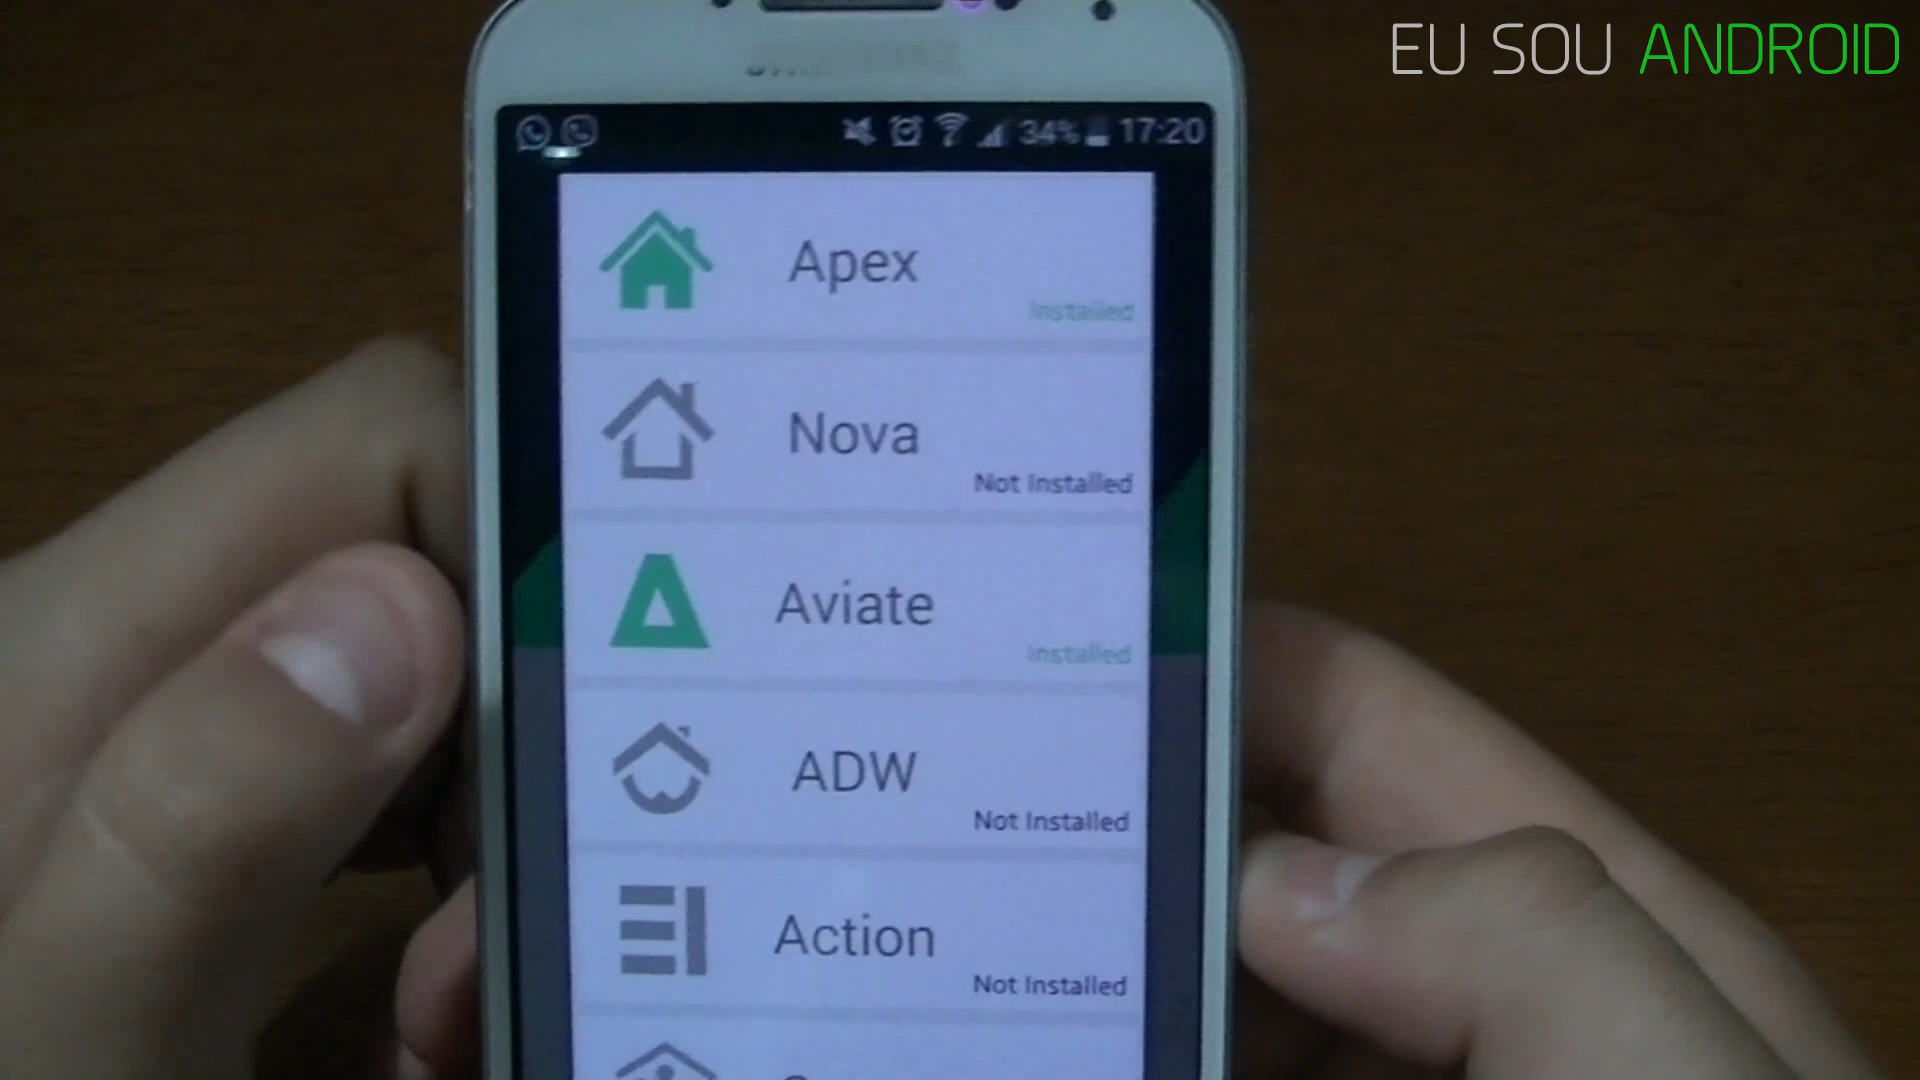 EU SOU ANDROID
34% 17:20
Apex
Installed
Nova
Not Installed
Aviate
Installed
ADW
Not Installed
Action
Not Installed